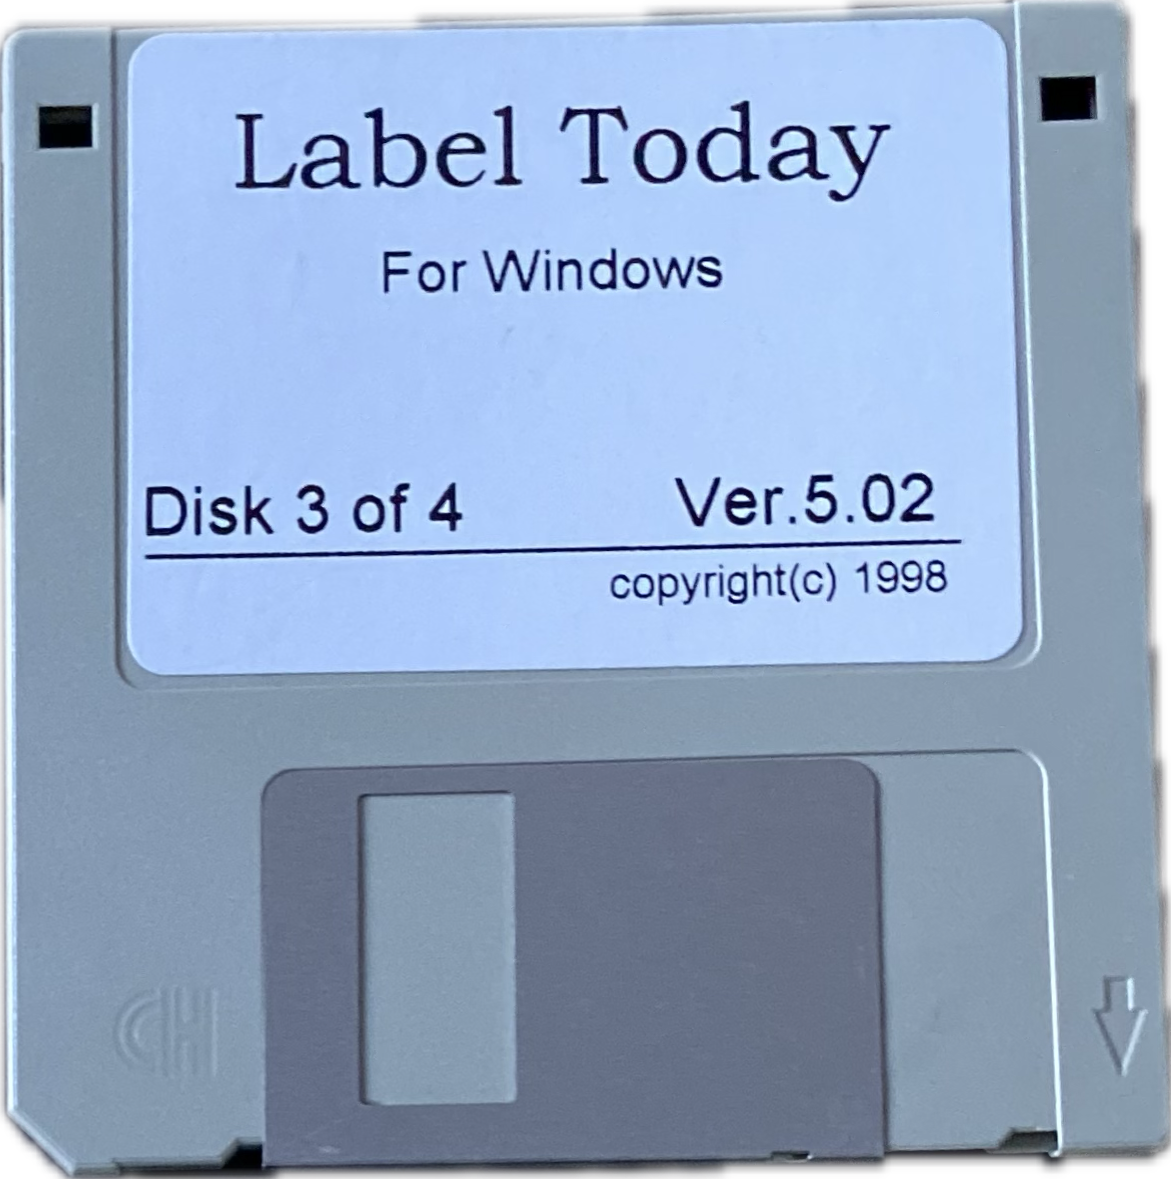 Label Today
For Windows
Disk 3 of 4 Ver.5.02
copyright(c) 1998